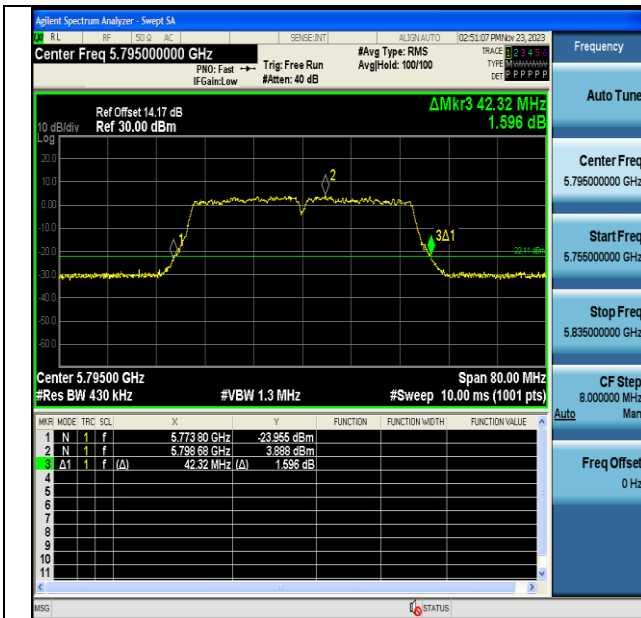 Agilent Spectrum Analyzer - Swept SA
RL RF 50 Ω AC SENSE:INT ALIGN AUTO 02:51:07 PM Nov 23, 2023
Center Freq 5.795000000 GHz
PNO: Fast
IFGain:Low
Trig: Free Run
#Atten: 40 dB
#Avg Type: RMS
Avg|Hold: 100/100
TRACE 1 2 3 4 5 6
TYPE M
DET P P P P P P
ΔMkr3 42.32 MHz
1.596 dB
Ref Offset 14.17 dB
Ref 30.00 dBm
10 dB/div
Log
20.0
10.0
0.00
-10.0
-20.0
-30.0
-40.0
-50.0
-60.0
1
2
3Δ1
-22.11 dBm
Center 5.79500 GHz Span 80.00 MHz
#Res BW 430 kHz #VBW 1.3 MHz #Sweep 10.00 ms (1001 pts)
MKR MODE TRC SCL X Y FUNCTION FUNCTION WIDTH FUNCTION VALUE
1 N 1 f 5.773 80 GHz -23.955 dBm
2 N 1 f 5.798 68 GHz 3.888 dBm
3 Δ1 1 f (Δ) 42.32 MHz (Δ) 1.596 dB
4
5
6
7
8
9
10
11
MSG STATUS
Frequency
Auto Tune
Center Freq
5.795000000 GHz
Start Freq
5.755000000 GHz
Stop Freq
5.835000000 GHz
CF Step
8.000000 MHz
Auto Man
Freq Offset
0 Hz